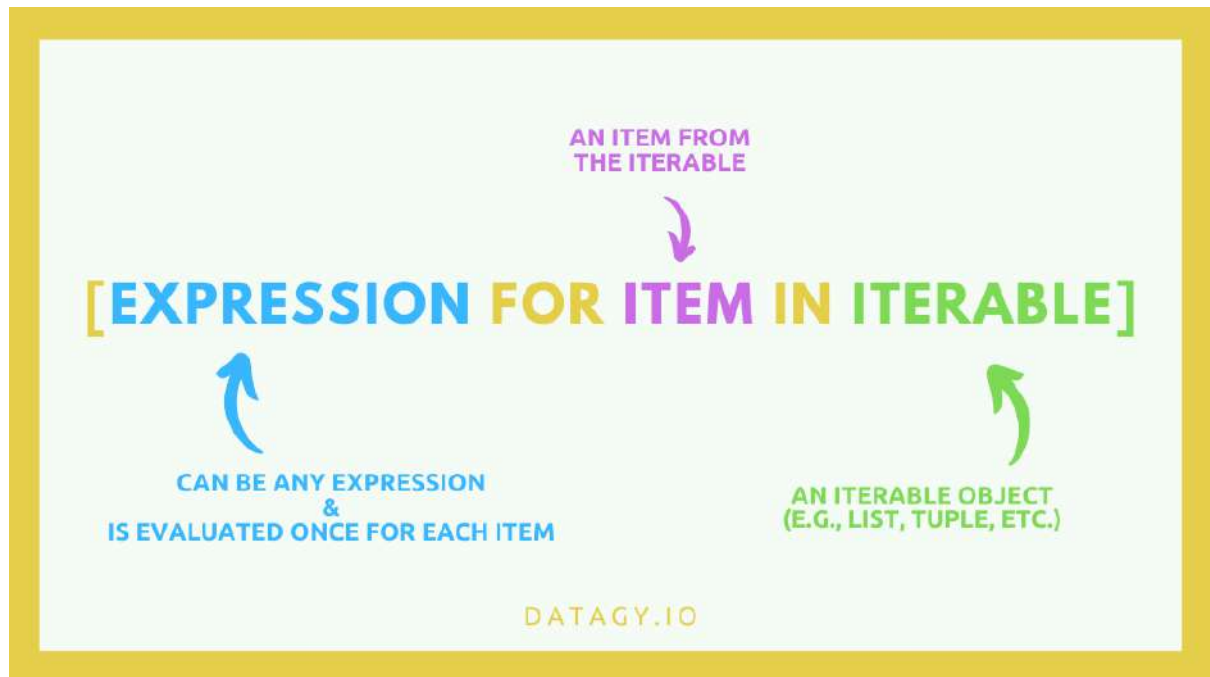 AN ITEM FROM
THE ITERABLE
[EXPRESSION FOR ITEM IN ITERABLE]
CAN BE ANY EXPRESSION
&
IS EVALUATED ONCE FOR EACH ITEM
AN ITERABLE OBJECT
(E.G., LIST, TUPLE, ETC.)
DATAGY.IO